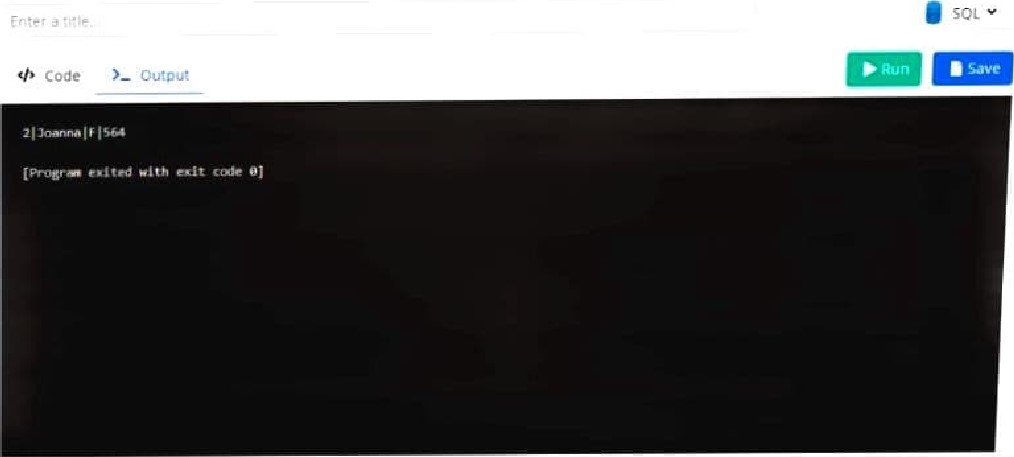 Enter a title...
SQL
Code
>_ Output
Run
Save
2|Joanna|F|564
[Program exited with exit code 0]